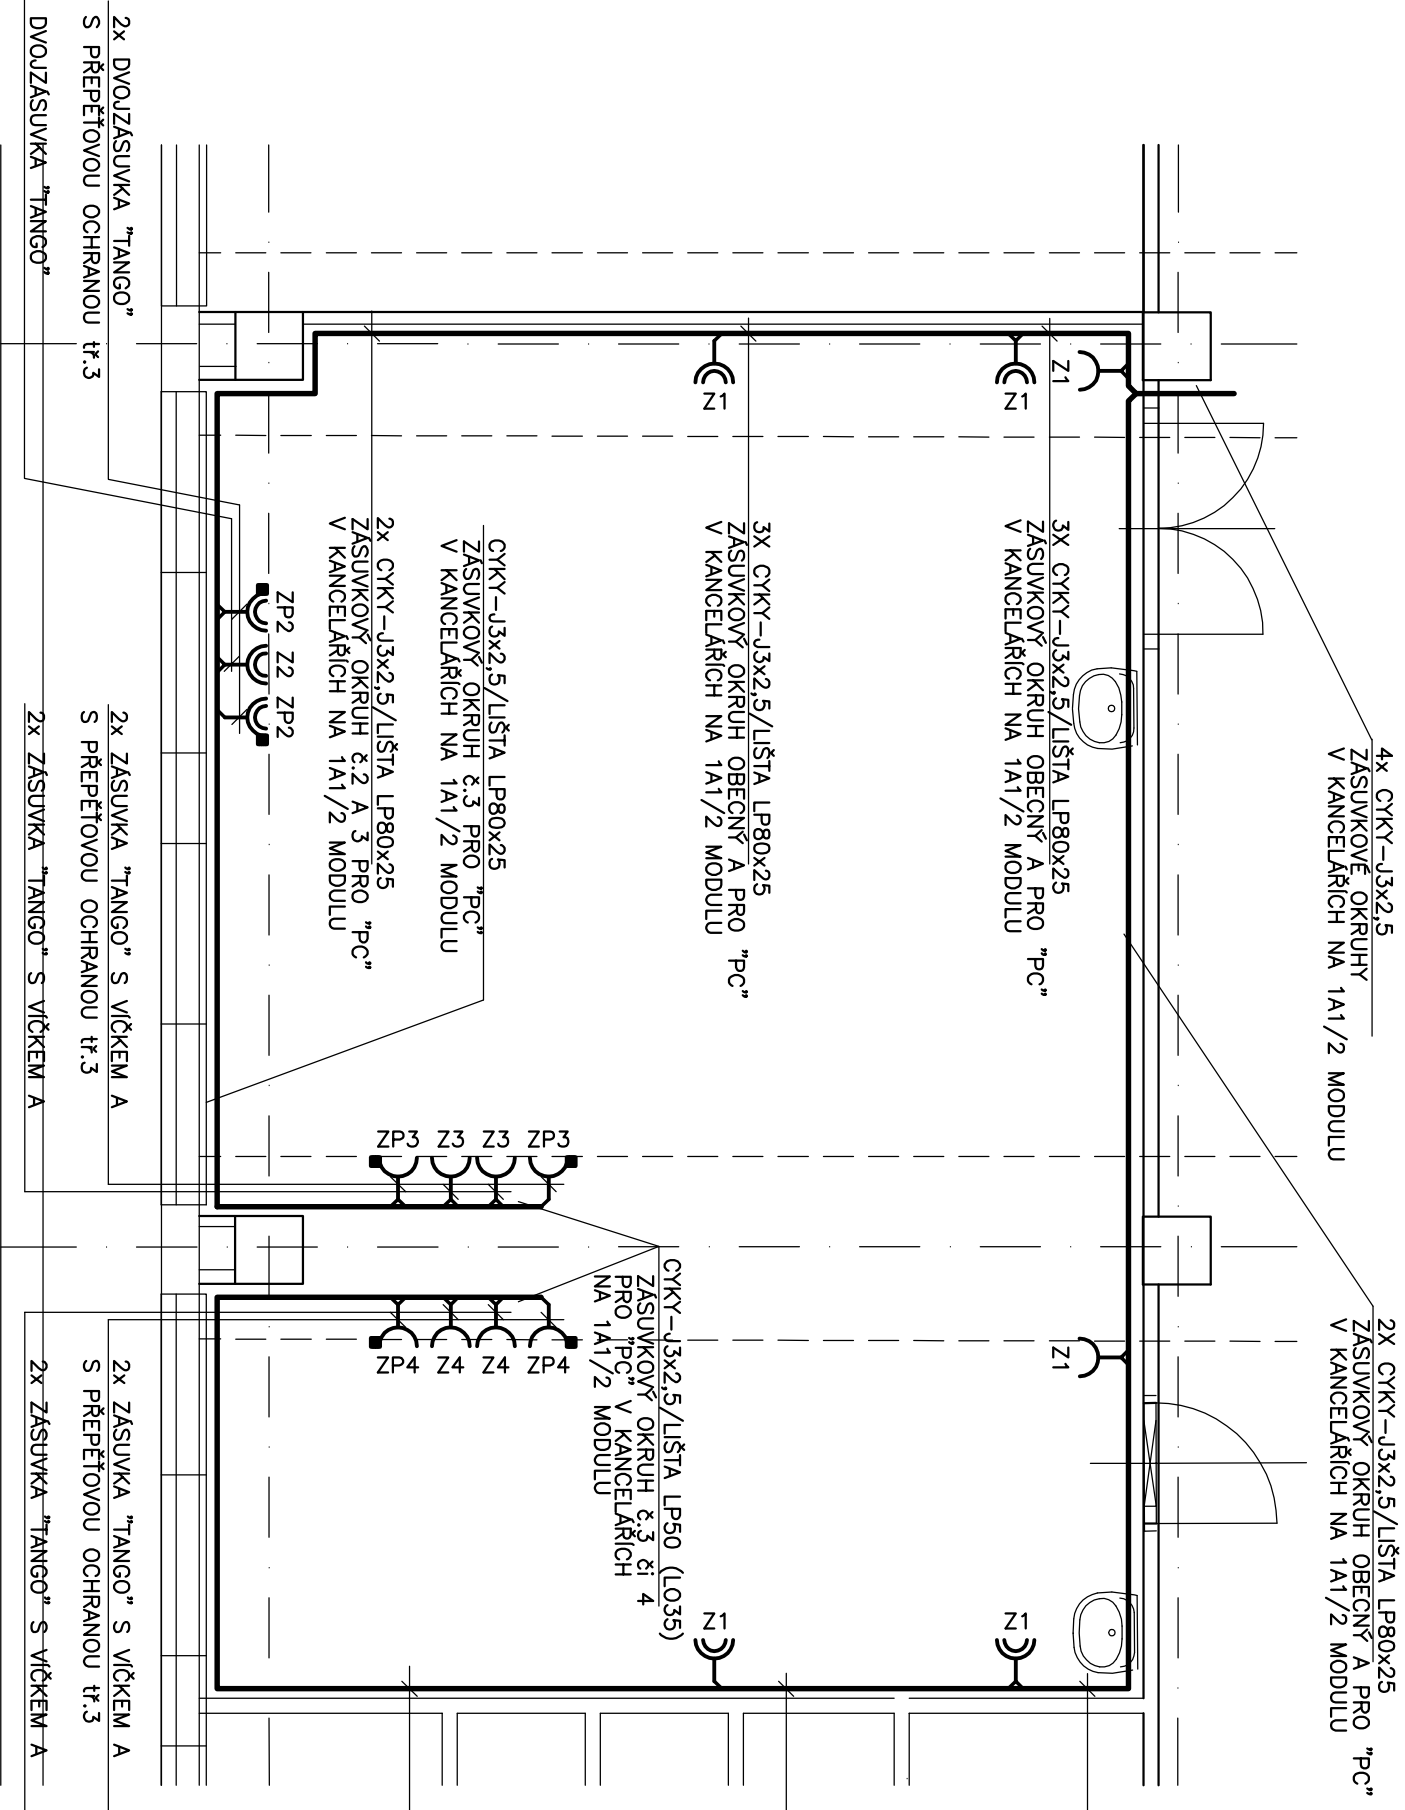 4x CYKY-J3x2,5
ZÁSUVKOVÉ OKRUHY
V KANCELÁŘÍCH NA 1A1/2 MODULU
2X CYKY-J3x2,5/LIŠTA LP80x25
ZÁSUVKOVÝ OKRUH OBECNÝ A PRO "PC"
V KANCELÁŘÍCH NA 1A1/2 MODULU
Z1
Z1
Z1
Z1
3X CYKY-J3x2,5/LIŠTA LP80x25
ZÁSUVKOVÝ OKRUH OBECNÝ A PRO "PC"
V KANCELÁŘÍCH NA 1A1/2 MODULU
Z1
Z1
3X CYKY-J3x2,5/LIŠTA LP80x25
ZÁSUVKOVÝ OKRUH OBECNÝ A PRO "PC"
V KANCELÁŘÍCH NA 1A1/2 MODULU
CYKY-J3x2,5/LIŠTA LP50 (LO35)
ZÁSUVKOVÝ OKRUH č.3 čí 4
PRO "PC" V KANCELÁŘÍCH
NA 1A1/2 MODULU
CYKY-J3x2,5/LIŠTA LP80x25
ZÁSUVKOVÝ OKRUH č.3 PRO "PC"
V KANCELÁŘÍCH NA 1A1/2 MODULU
2x CYKY-J3x2,5/LIŠTA LP80x25
ZÁSUVKOVÝ OKRUH č.2 A 3 PRO "PC"
V KANCELÁŘÍCH NA 1A1/2 MODULU
ZP3 Z3 Z3 ZP3
ZP4 Z4 Z4 ZP4
ZP2 Z2 ZP2
2x DVOJZÁSUVKA "TANGO"
S PŘEPĚŤOVOU OCHRANOU tř.3
DVOJZÁSUVKA "TANGO"
2x ZÁSUVKA "TANGO" S VÍČKEM A
S PŘEPĚŤOVOU OCHRANOU tř.3
2x ZÁSUVKA "TANGO" S VÍČKEM A
2x ZÁSUVKA "TANGO" S VÍČKEM A
S PŘEPĚŤOVOU OCHRANOU tř.3
2x ZÁSUVKA "TANGO" S VÍČKEM A